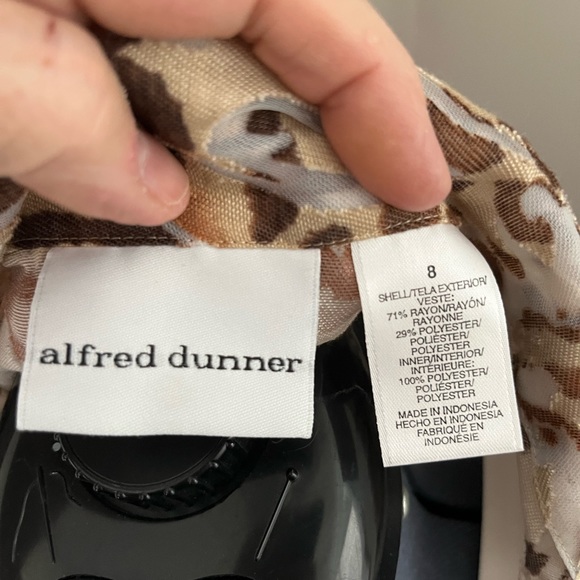 alfred dunner
8
SHELL/TELA EXTERIOR/
VESTE:
71% RAYON/RAYÓN/
RAYONNE
29% POLYESTER/
POLIÉSTER/
POLYESTER
INNER/INTERIOR/
INTÉRIEURE:
100% POLYESTER/
POLIÉSTER/
POLYESTER
MADE IN INDONESIA
HECHO EN INDONESIA
FABRIQUÉ EN
INDONÉSIE